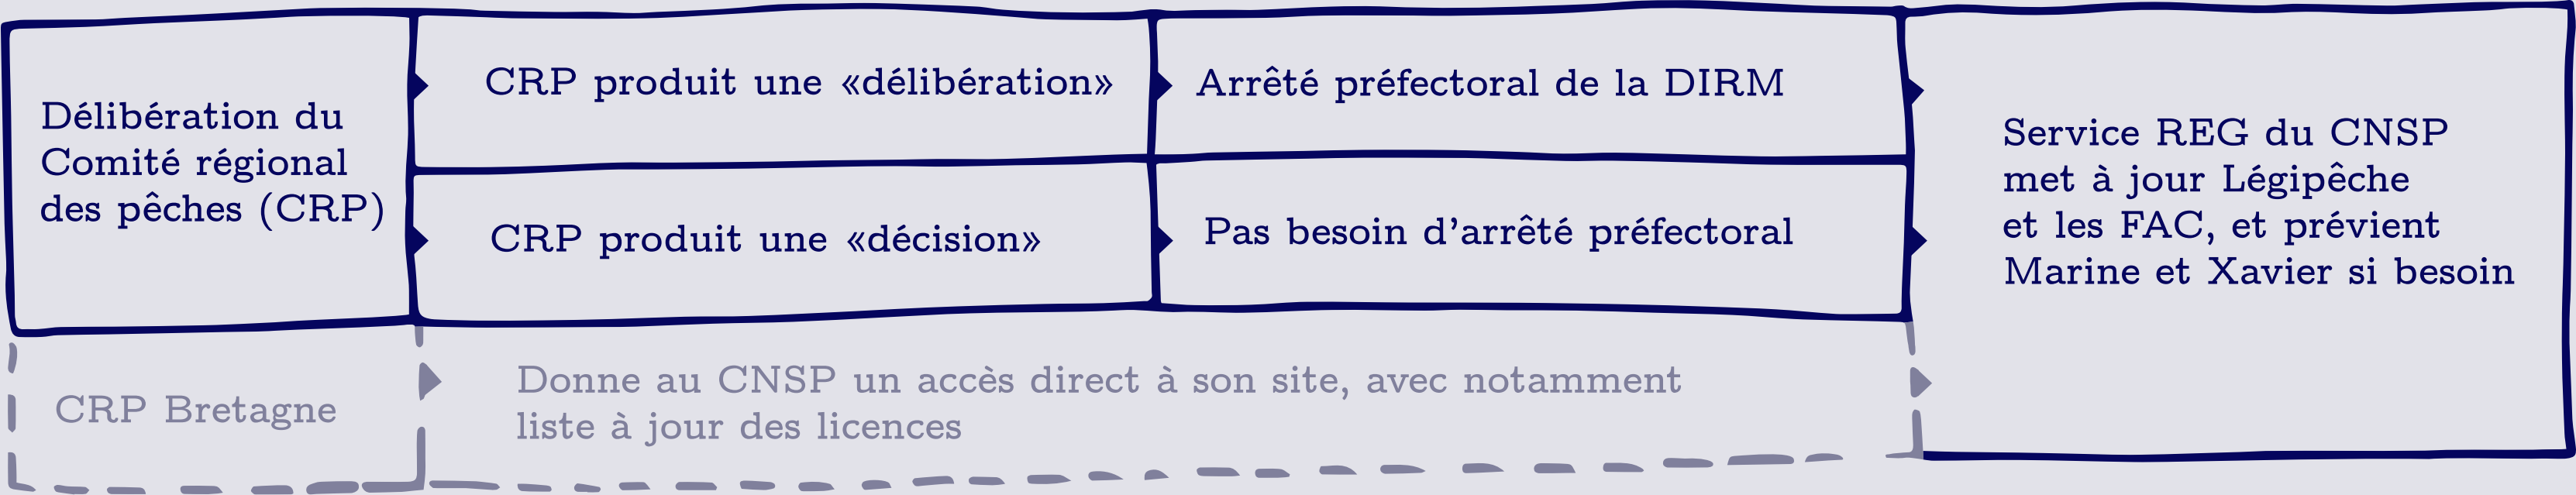 Délibération du
Comité régional
des pêches (CRP)
CRP produit une «délibération»
Arrêté préfectoral de la DIRM
CRP produit une «décision»
Pas besoin d'arrêté préfectoral
Service REG du CNSP
met à jour Légipêche
et les FAC, et prévient
Marine et Xavier si besoin
CRP Bretagne
Donne au CNSP un accès direct à son site, avec notamment
liste à jour des licences